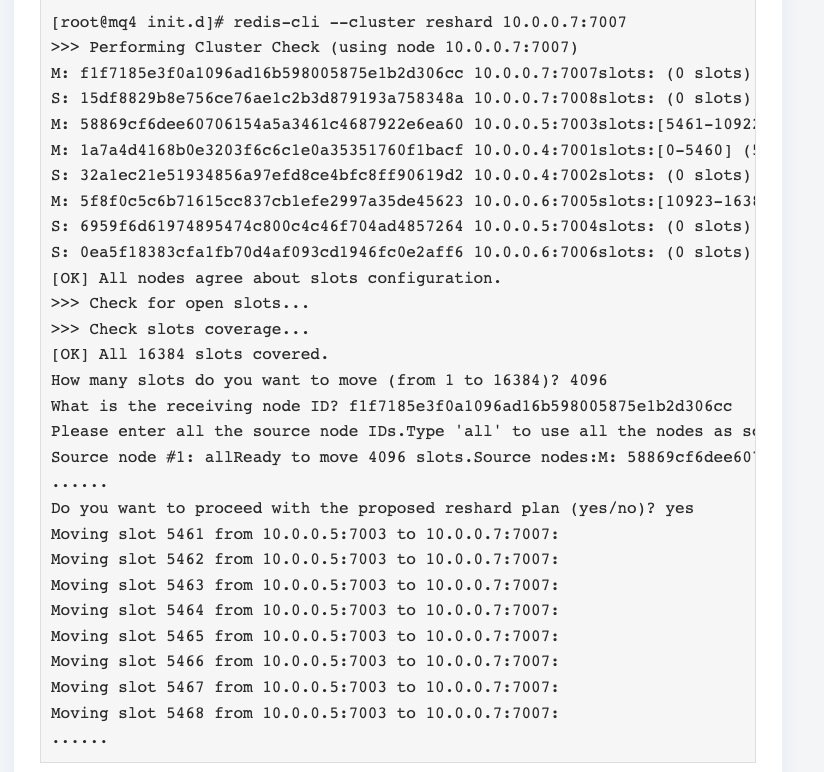 [root@mq4 init.d]# redis-cli --cluster reshard 10.0.0.7:7007
>>> Performing Cluster Check (using node 10.0.0.7:7007)
M: f1f7185e3f0a1096ad16b598005875e1b2d306cc 10.0.0.7:7007slots: (0 slots)
S: 15df8829b8e756ce76ae1c2b3d879193a758348a 10.0.0.7:7008slots: (0 slots)
M: 58869cf6dee60706154a5a3461c4687922e6ea60 10.0.0.5:7003slots:[5461-10922
M: 1a7a4d4168b0e3203f6c6c1e0a35351760f1bacf 10.0.0.4:7001slots:[0-5460] (5
S: 32a1ec21e51934856a97efd8ce4bfc8ff90619d2 10.0.0.4:7002slots: (0 slots)
M: 5f8f0c5c6b71615cc837cb1efe2997a35de45623 10.0.0.6:7005slots:[10923-1638
S: 6959f6d61974895474c800c4c46f704ad4857264 10.0.0.5:7004slots: (0 slots)
S: 0ea5f18383cfa1fb70d4af093cd1946fc0e2aff6 10.0.0.6:7006slots: (0 slots)
[OK] All nodes agree about slots configuration.
>>> Check for open slots...
>>> Check slots coverage...
[OK] All 16384 slots covered.
How many slots do you want to move (from 1 to 16384)? 4096
What is the receiving node ID? f1f7185e3f0a1096ad16b598005875e1b2d306cc
Please enter all the source node IDs.Type 'all' to use all the nodes as so
Source node #1: allReady to move 4096 slots.Source nodes:M: 58869cf6dee607
......
Do you want to proceed with the proposed reshard plan (yes/no)? yes
Moving slot 5461 from 10.0.0.5:7003 to 10.0.0.7:7007:
Moving slot 5462 from 10.0.0.5:7003 to 10.0.0.7:7007:
Moving slot 5463 from 10.0.0.5:7003 to 10.0.0.7:7007:
Moving slot 5464 from 10.0.0.5:7003 to 10.0.0.7:7007:
Moving slot 5465 from 10.0.0.5:7003 to 10.0.0.7:7007:
Moving slot 5466 from 10.0.0.5:7003 to 10.0.0.7:7007:
Moving slot 5467 from 10.0.0.5:7003 to 10.0.0.7:7007:
Moving slot 5468 from 10.0.0.5:7003 to 10.0.0.7:7007:
......